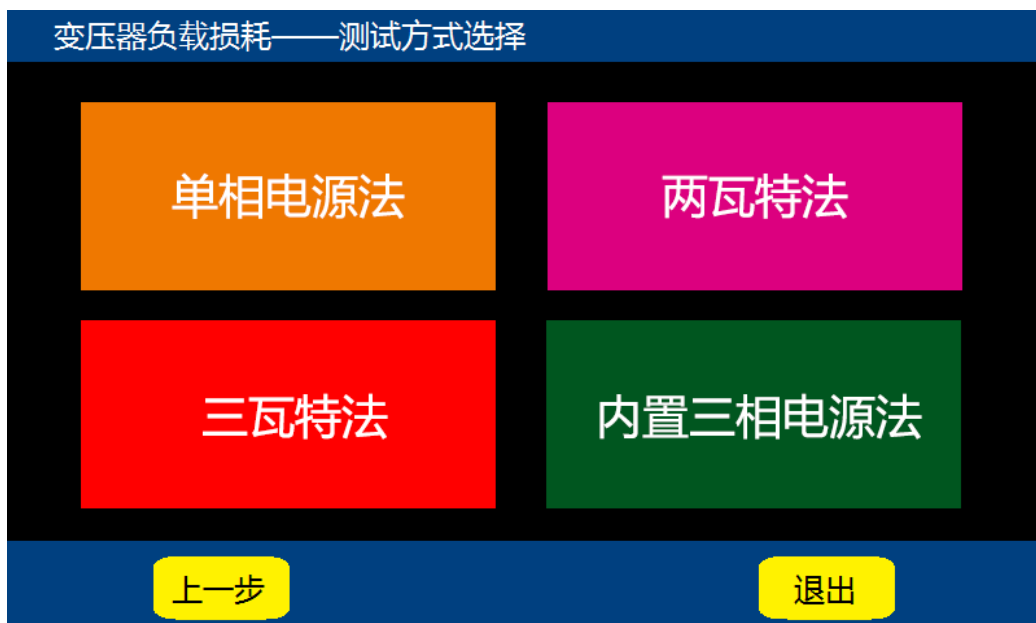 变压器负载损耗——测试方式选择
单相电源法
两瓦特法
三瓦特法
内置三相电源法
上一步
退出